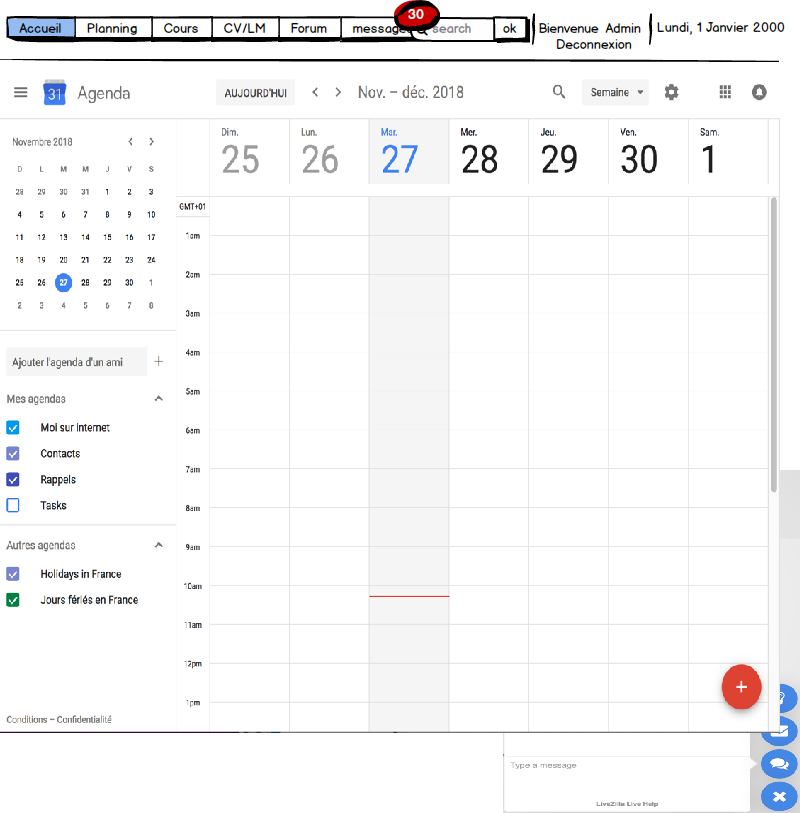 Accueil Planning Cours CV/LM Forum message 30 search ok Bienvenue Admin Lundi, 1 Janvier 2000
Deconnexion
31 Agenda AUJOURD'HUI Nov. – déc. 2018 Semaine
Novembre 2018
D L M M J V S
28 29 30 31 1 2 3
4 5 6 7 8 9 10
11 12 13 14 15 16 17
18 19 20 21 22 23 24
25 26 27 28 29 30 1
2 3 4 5 6 7 8
Ajouter l'agenda d'un ami +
Mes agendas
Moi sur internet
Contacts
Rappels
Tasks
Autres agendas
Holidays in France
Jours fériés en France
Conditions – Confidentialité
Dim. Lun. Mar. Mer. Jeu. Ven. Sam.
25 26 27 28 29 30 1
GMT+01
1am
2am
3am
4am
5am
6am
7am
8am
9am
10am
11am
12pm
1pm
+
Type a message
LiveZilla Live Help